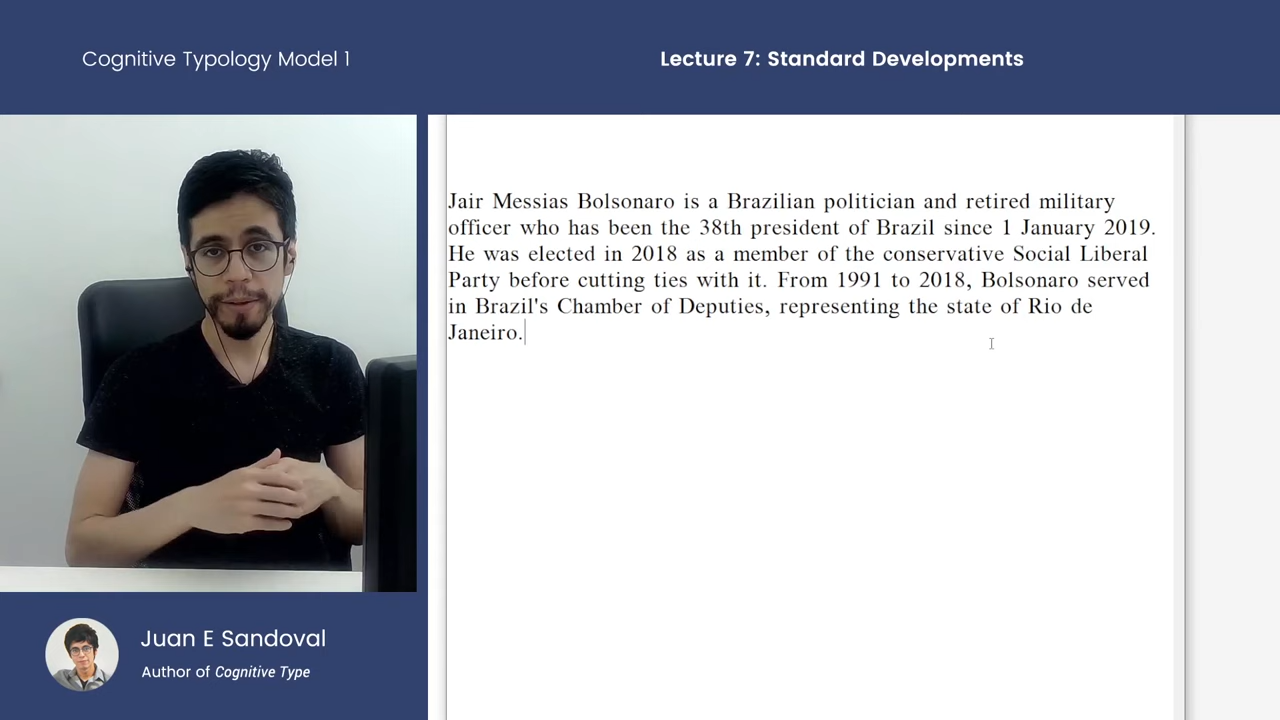 Cognitive Typology Model 1
Lecture 7: Standard Developments
Jair Messias Bolsonaro is a Brazilian politician and retired military
officer who has been the 38th president of Brazil since 1 January 2019.
He was elected in 2018 as a member of the conservative Social Liberal
Party before cutting ties with it. From 1991 to 2018, Bolsonaro served
in Brazil's Chamber of Deputies, representing the state of Rio de
Janeiro.
Juan E Sandoval
Author of Cognitive Type